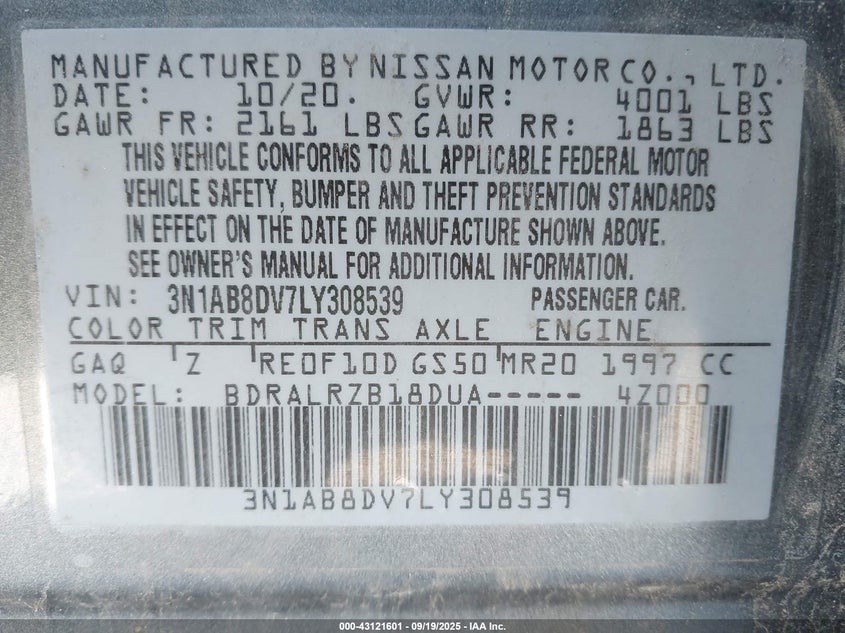 MANUFACTURED BY NISSAN MOTOR CO., LTD.
DATE: 10/20. GVWR: 4001 LBS
GAWR FR: 2161 LBS GAWR RR: 1863 LBS
THIS VEHICLE CONFORMS TO ALL APPLICABLE FEDERAL MOTOR
VEHICLE SAFETY, BUMPER AND THEFT PREVENTION STANDARDS
IN EFFECT ON THE DATE OF MANUFACTURE SHOWN ABOVE.
SEE OWNER'S MANUAL FOR ADDITIONAL INFORMATION.
VIN: 3N1AB8DV7LY308539 PASSENGER CAR.
COLOR TRIM TRANS AXLE ENGINE
GAQ Z RE0F10D GS50 MR20 1997 CC
MODEL: BDRALRZB18DUA----- 4Z000
3N1AB8DV7LY308539
000-43121601 - 09/19/2025 - IAA Inc.